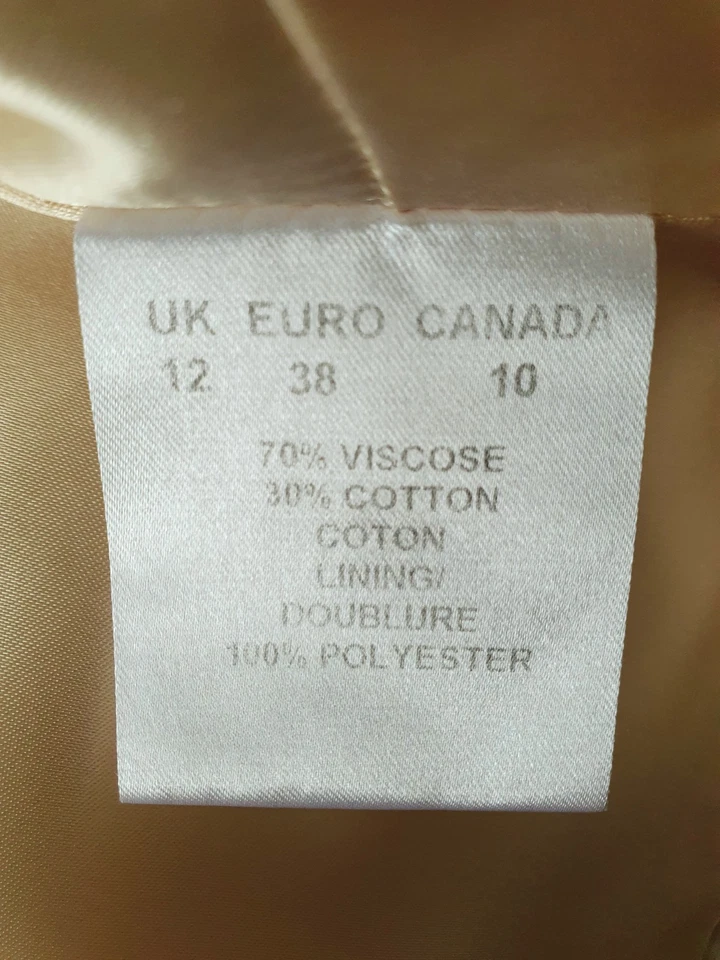 UK EURO CANADA
12 38 10
70% VISCOSE
30% COTTON
COTON
LINING/
DOUBLURE
100% POLYESTER